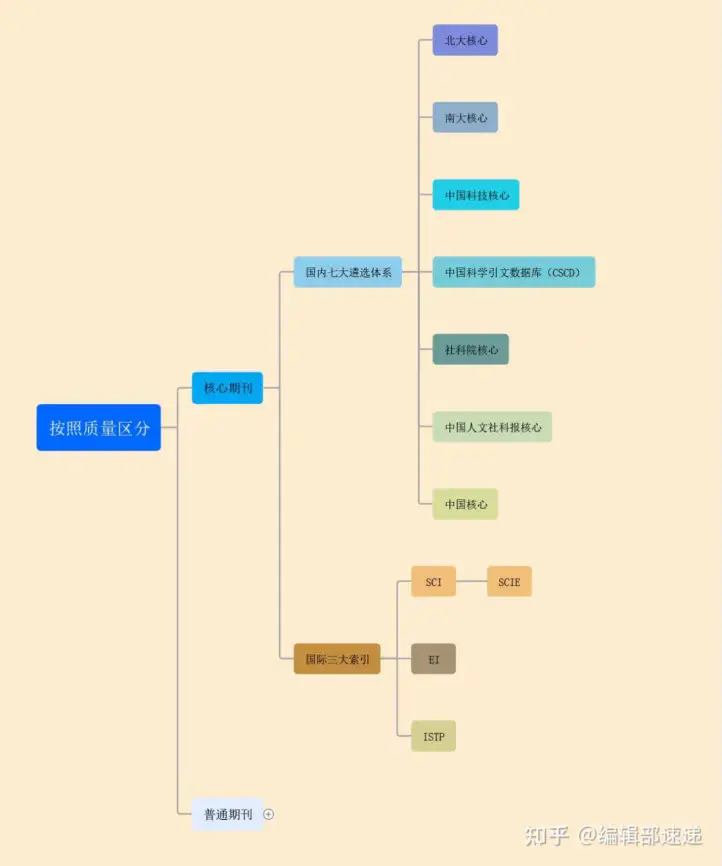 北大核心
南大核心
中国科技核心
国内七大遴选体系
中国科学引文数据库（CSCD）
社科院核心
核心期刊
按照质量区分
中国人文社科报核心
中国核心
SCI
SCIE
国际三大索引
EI
ISTP
普通期刊
知乎 @编辑部速递